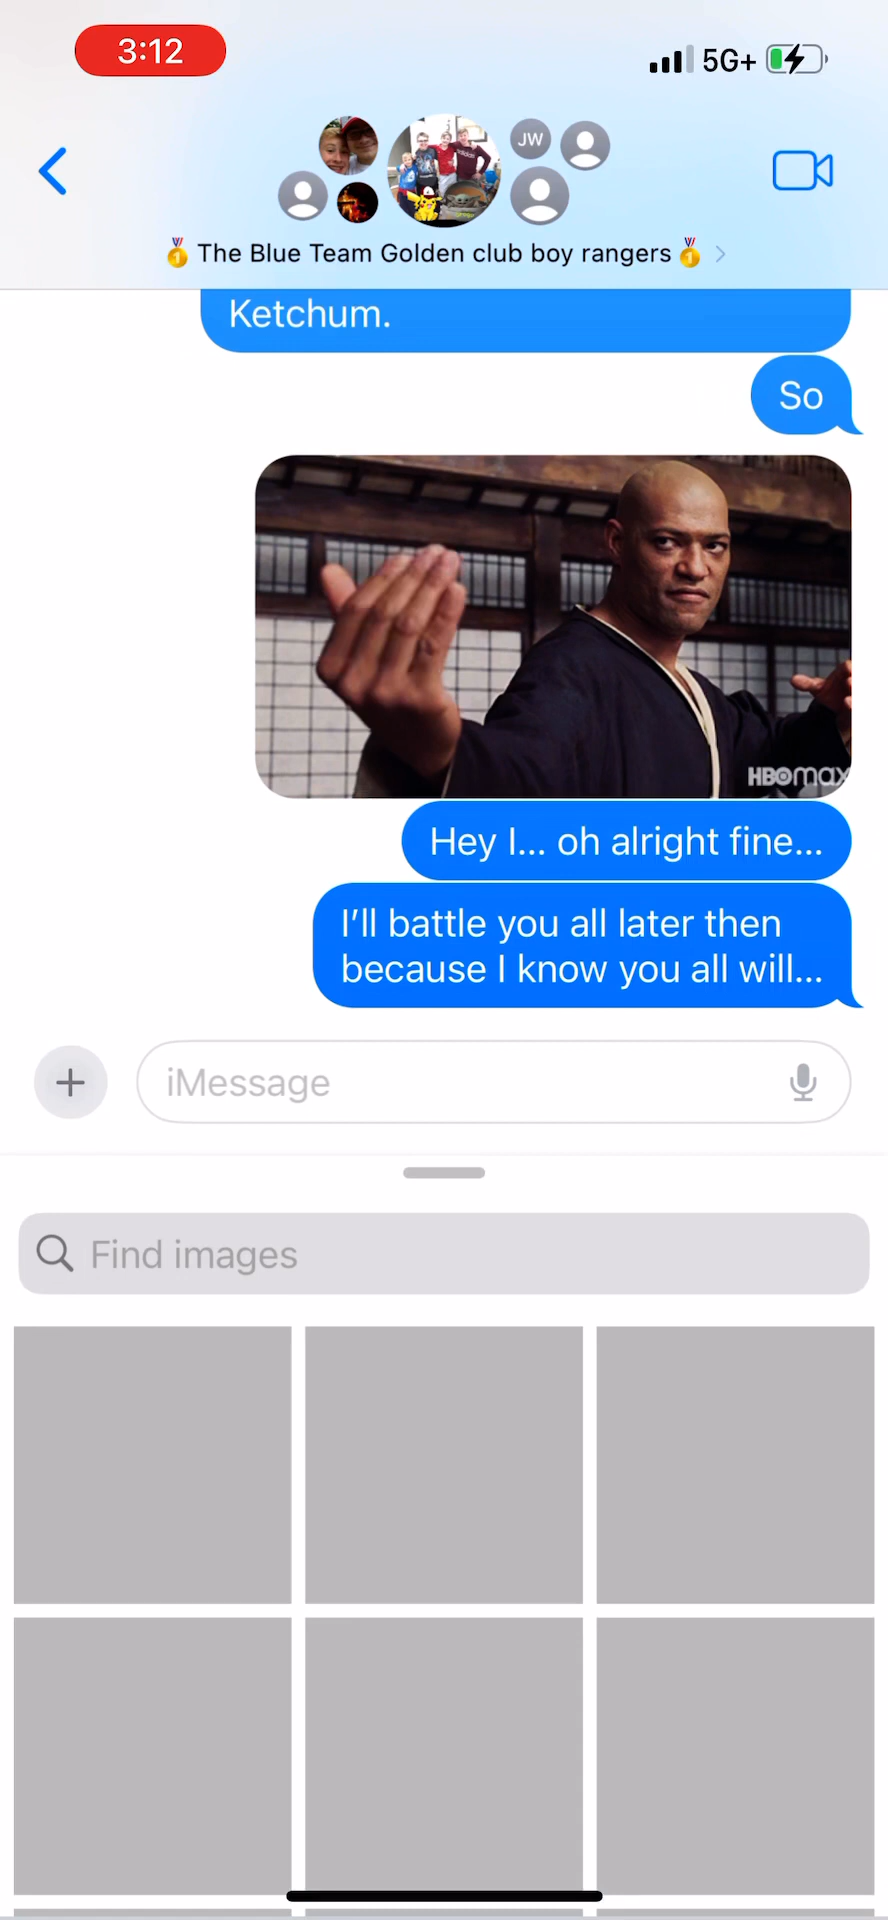 3:12
5G+
JW
🥇 The Blue Team Golden club boy rangers 🥇
Ketchum.
So
HBOmax
Hey I... oh alright fine...
I’ll battle you all later then
because I know you all will...
iMessage
Find images